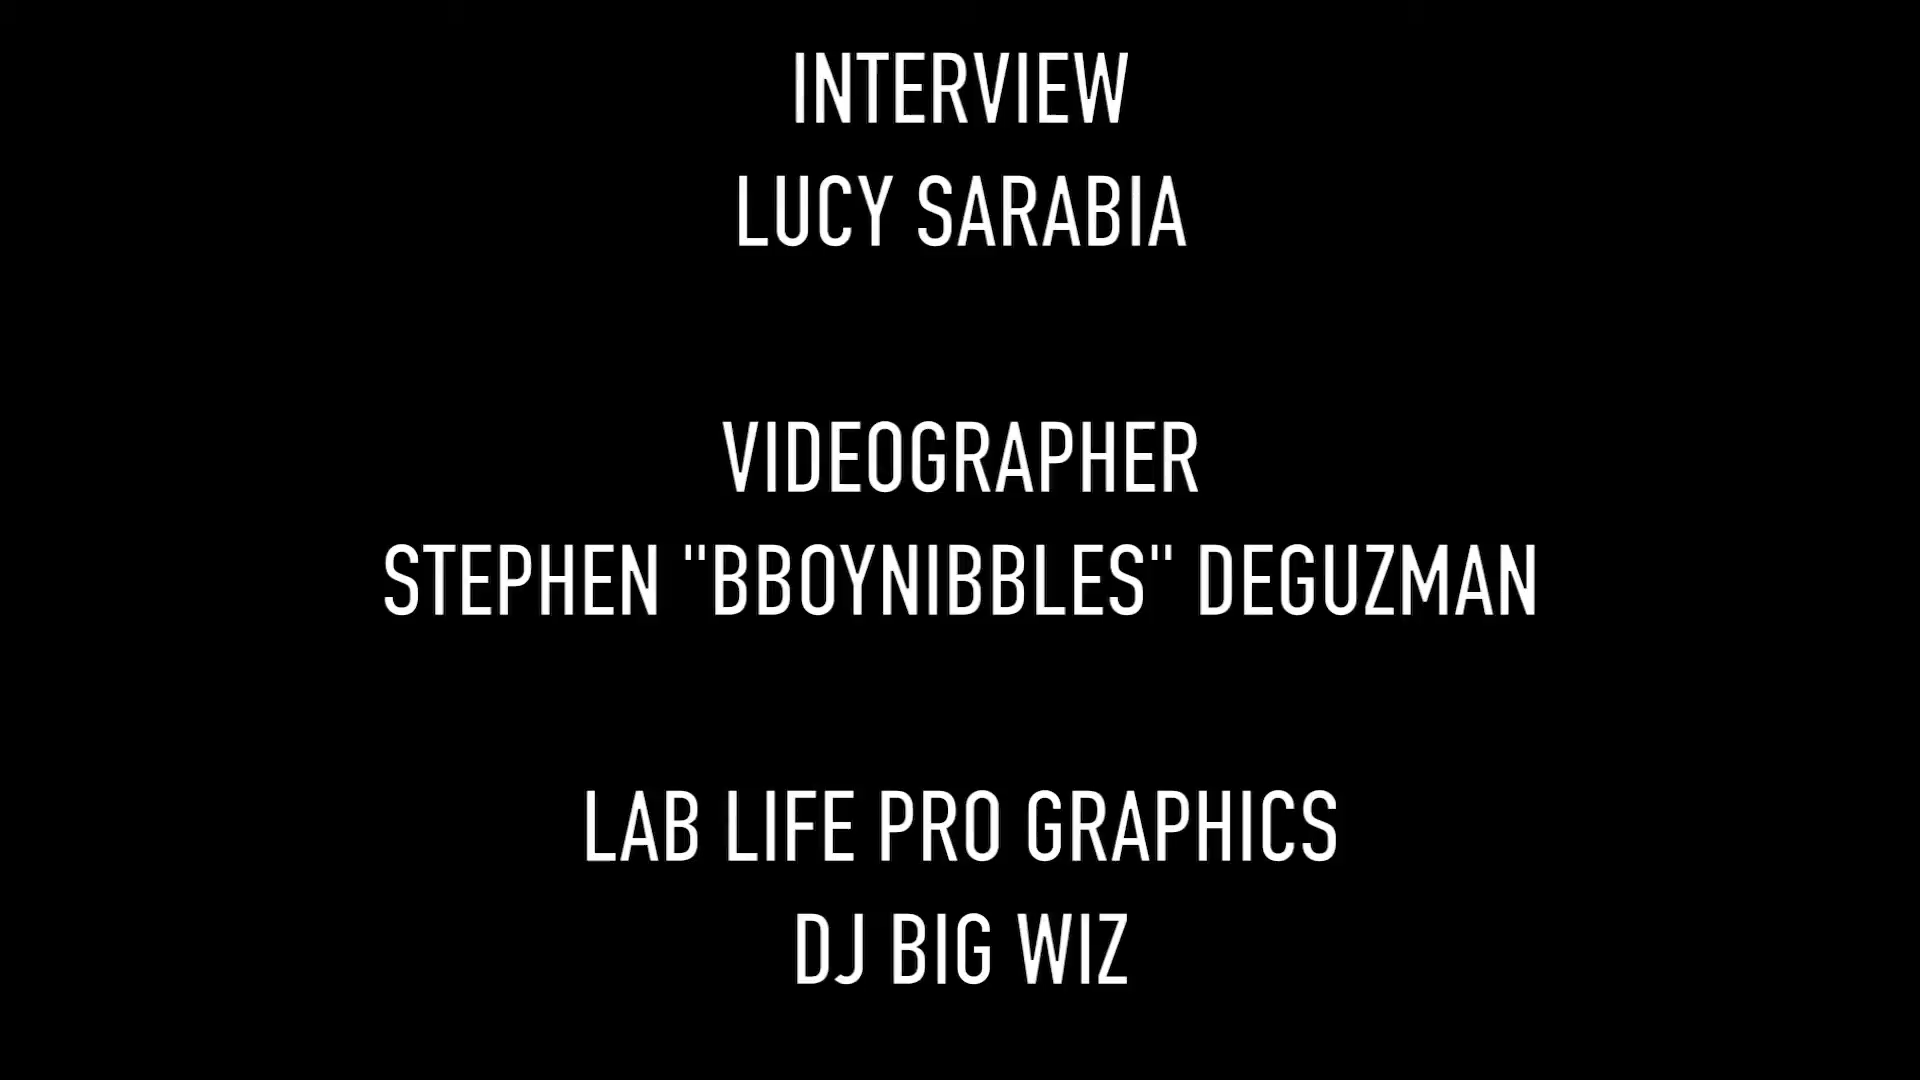 INTERVIEW
LUCY SARABIA
VIDEOGRAPHER
STEPHEN "BBOYNIBBLES" DEGUZMAN
LAB LIFE PRO GRAPHICS
DJ BIG WIZ